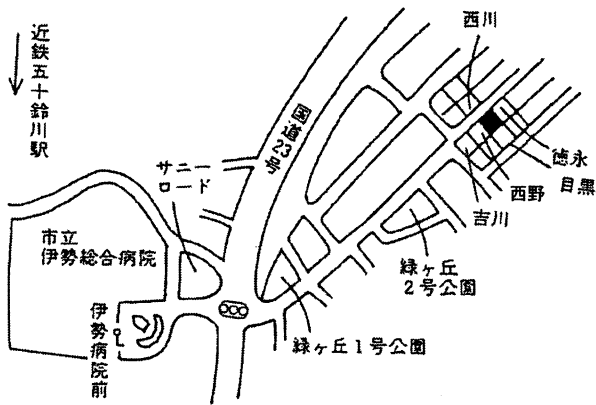 近鉄五十鈴川駅
西川
国道23号
サニー
ロード
徳永
西野
目黒
吉川
市立
伊勢総合病院
緑ヶ丘
2号公園
伊勢病院前
緑ヶ丘1号公園